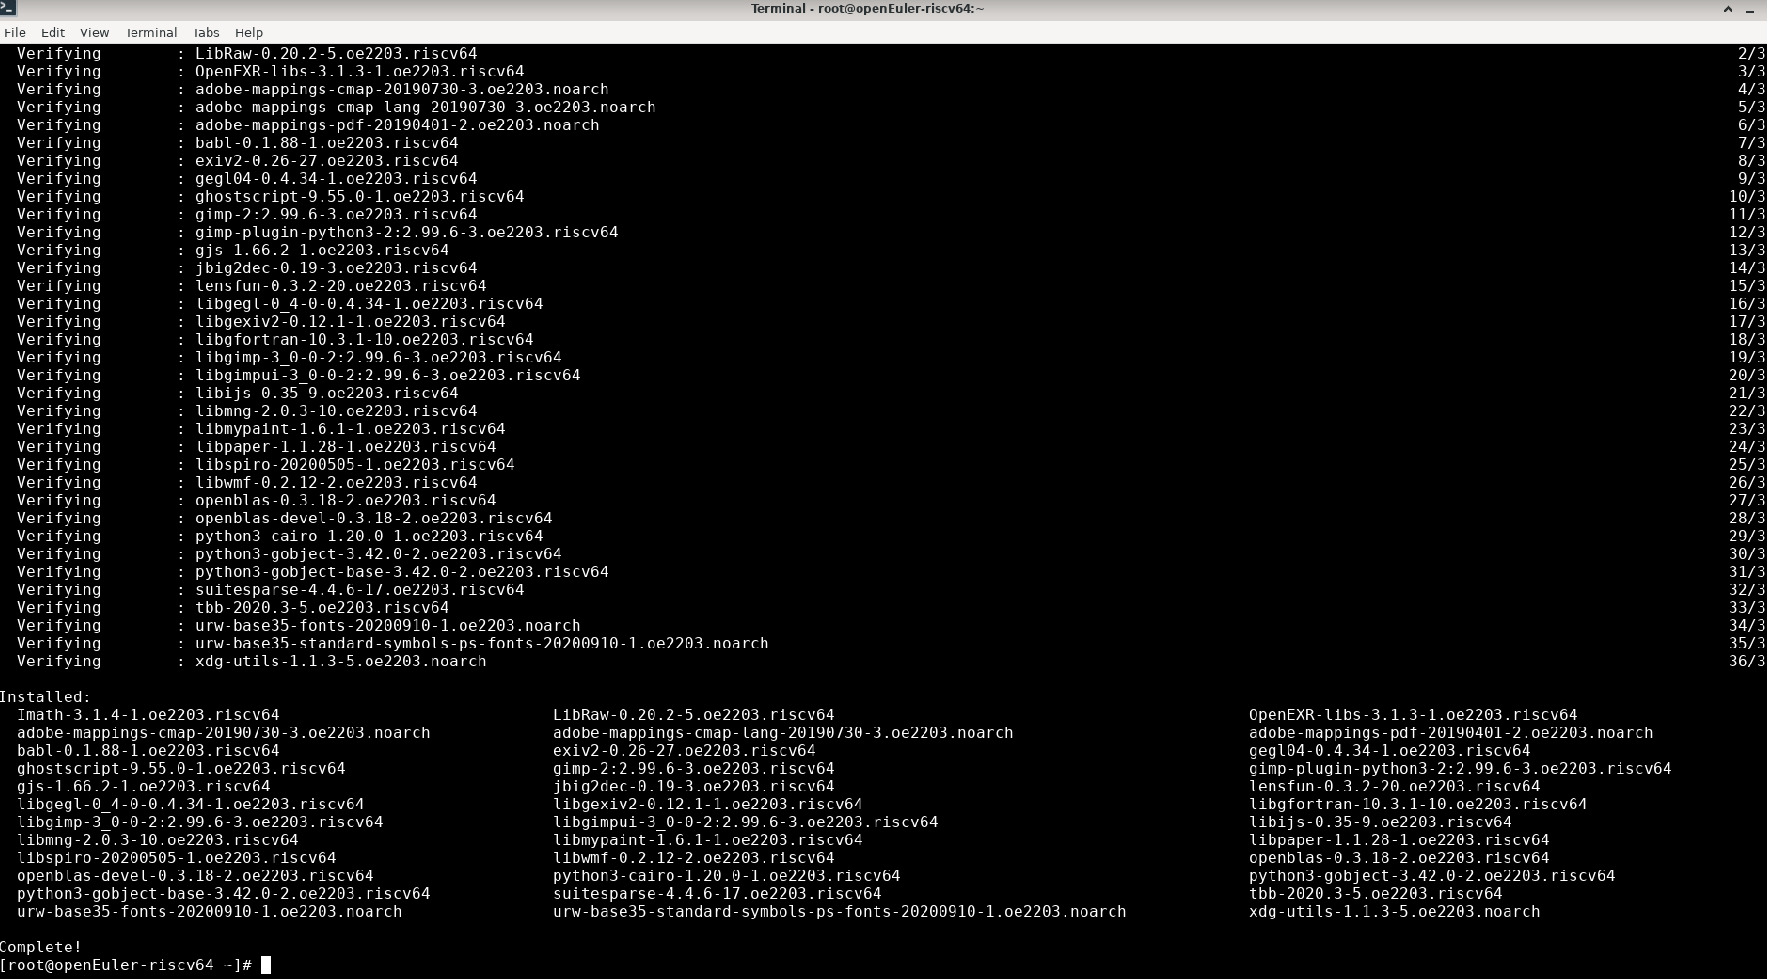 Terminal - root@openEuler-riscv64:~
File Edit View Terminal Tabs Help
Verifying : LibRaw-0.20.2-5.oe2203.riscv64 2/3
Verifying : OpenEXR-libs-3.1.3-1.oe2203.riscv64 3/3
Verifying : adobe-mappings-cmap-20190730-3.oe2203.noarch 4/3
Verifying : adobe mappings cmap lang 20190730 3.oe2203.noarch 5/3
Verifying : adobe-mappings-pdf-20190401-2.oe2203.noarch 6/3
Verifying : babl-0.1.88-1.oe2203.riscv64 7/3
Verifying : exiv2-0.26-27.oe2203.riscv64 8/3
Verifying : gegl04-0.4.34-1.oe2203.riscv64 9/3
Verifying : ghostscript-9.55.0-1.oe2203.riscv64 10/3
Verifying : gimp-2:2.99.6-3.oe2203.riscv64 11/3
Verifying : gimp-plugin-python3-2:2.99.6-3.oe2203.riscv64 12/3
Verifying : gjs 1.66.2 1.oe2203.riscv64 13/3
Verifying : jbig2dec-0.19-3.oe2203.riscv64 14/3
Verifying : lensfun-0.3.2-20.oe2203.riscv64 15/3
Verifying : libgegl-0_4-0-0.4.34-1.oe2203.riscv64 16/3
Verifying : libgexiv2-0.12.1-1.oe2203.riscv64 17/3
Verifying : libgfortran-10.3.1-10.oe2203.riscv64 18/3
Verifying : libgimp-3_0-0-2:2.99.6-3.oe2203.riscv64 19/3
Verifying : libgimpui-3_0-0-2:2.99.6-3.oe2203.riscv64 20/3
Verifying : libijs 0.35 9.oe2203.riscv64 21/3
Verifying : libmng-2.0.3-10.oe2203.riscv64 22/3
Verifying : libmypaint-1.6.1-1.oe2203.riscv64 23/3
Verifying : libpaper-1.1.28-1.oe2203.riscv64 24/3
Verifying : libspiro-20200505-1.oe2203.riscv64 25/3
Verifying : libwmf-0.2.12-2.oe2203.riscv64 26/3
Verifying : openblas-0.3.18-2.oe2203.riscv64 27/3
Verifying : openblas-devel-0.3.18-2.oe2203.riscv64 28/3
Verifying : python3 cairo 1.20.0 1.oe2203.riscv64 29/3
Verifying : python3-gobject-3.42.0-2.oe2203.riscv64 30/3
Verifying : python3-gobject-base-3.42.0-2.oe2203.riscv64 31/3
Verifying : suitesparse-4.4.6-17.oe2203.riscv64 32/3
Verifying : tbb-2020.3-5.oe2203.riscv64 33/3
Verifying : urw-base35-fonts-20200910-1.oe2203.noarch 34/3
Verifying : urw-base35-standard-symbols-ps-fonts-20200910-1.oe2203.noarch 35/3
Verifying : xdg-utils-1.1.3-5.oe2203.noarch 36/3
Installed:
Imath-3.1.4-1.oe2203.riscv64 LibRaw-0.20.2-5.oe2203.riscv64 OpenEXR-libs-3.1.3-1.oe2203.riscv64
adobe-mappings-cmap-20190730-3.oe2203.noarch adobe-mappings-cmap-lang-20190730-3.oe2203.noarch adobe-mappings-pdf-20190401-2.oe2203.noarch
babl-0.1.88-1.oe2203.riscv64 exiv2-0.26-27.oe2203.riscv64 gegl04-0.4.34-1.oe2203.riscv64
ghostscript-9.55.0-1.oe2203.riscv64 gimp-2:2.99.6-3.oe2203.riscv64 gimp-plugin-python3-2:2.99.6-3.oe2203.riscv64
gjs-1.66.2-1.oe2203.riscv64 jbig2dec-0.19-3.oe2203.riscv64 lensfun-0.3.2-20.oe2203.riscv64
libgegl-0_4-0-0.4.34-1.oe2203.riscv64 libgexiv2-0.12.1-1.oe2203.riscv64 libgfortran-10.3.1-10.oe2203.riscv64
libgimp-3_0-0-2:2.99.6-3.oe2203.riscv64 libgimpui-3_0-0-2:2.99.6-3.oe2203.riscv64 libijs-0.35-9.oe2203.riscv64
libmng-2.0.3-10.oe2203.riscv64 libmypaint-1.6.1-1.oe2203.riscv64 libpaper-1.1.28-1.oe2203.riscv64
libspiro-20200505-1.oe2203.riscv64 libwmf-0.2.12-2.oe2203.riscv64 openblas-0.3.18-2.oe2203.riscv64
openblas-devel-0.3.18-2.oe2203.riscv64 python3-cairo-1.20.0-1.oe2203.riscv64 python3-gobject-3.42.0-2.oe2203.riscv64
python3-gobject-base-3.42.0-2.oe2203.riscv64 suitesparse-4.4.6-17.oe2203.riscv64 tbb-2020.3-5.oe2203.riscv64
urw-base35-fonts-20200910-1.oe2203.noarch urw-base35-standard-symbols-ps-fonts-20200910-1.oe2203.noarch xdg-utils-1.1.3-5.oe2203.noarch
Complete!
[root@openEuler-riscv64 ~]#